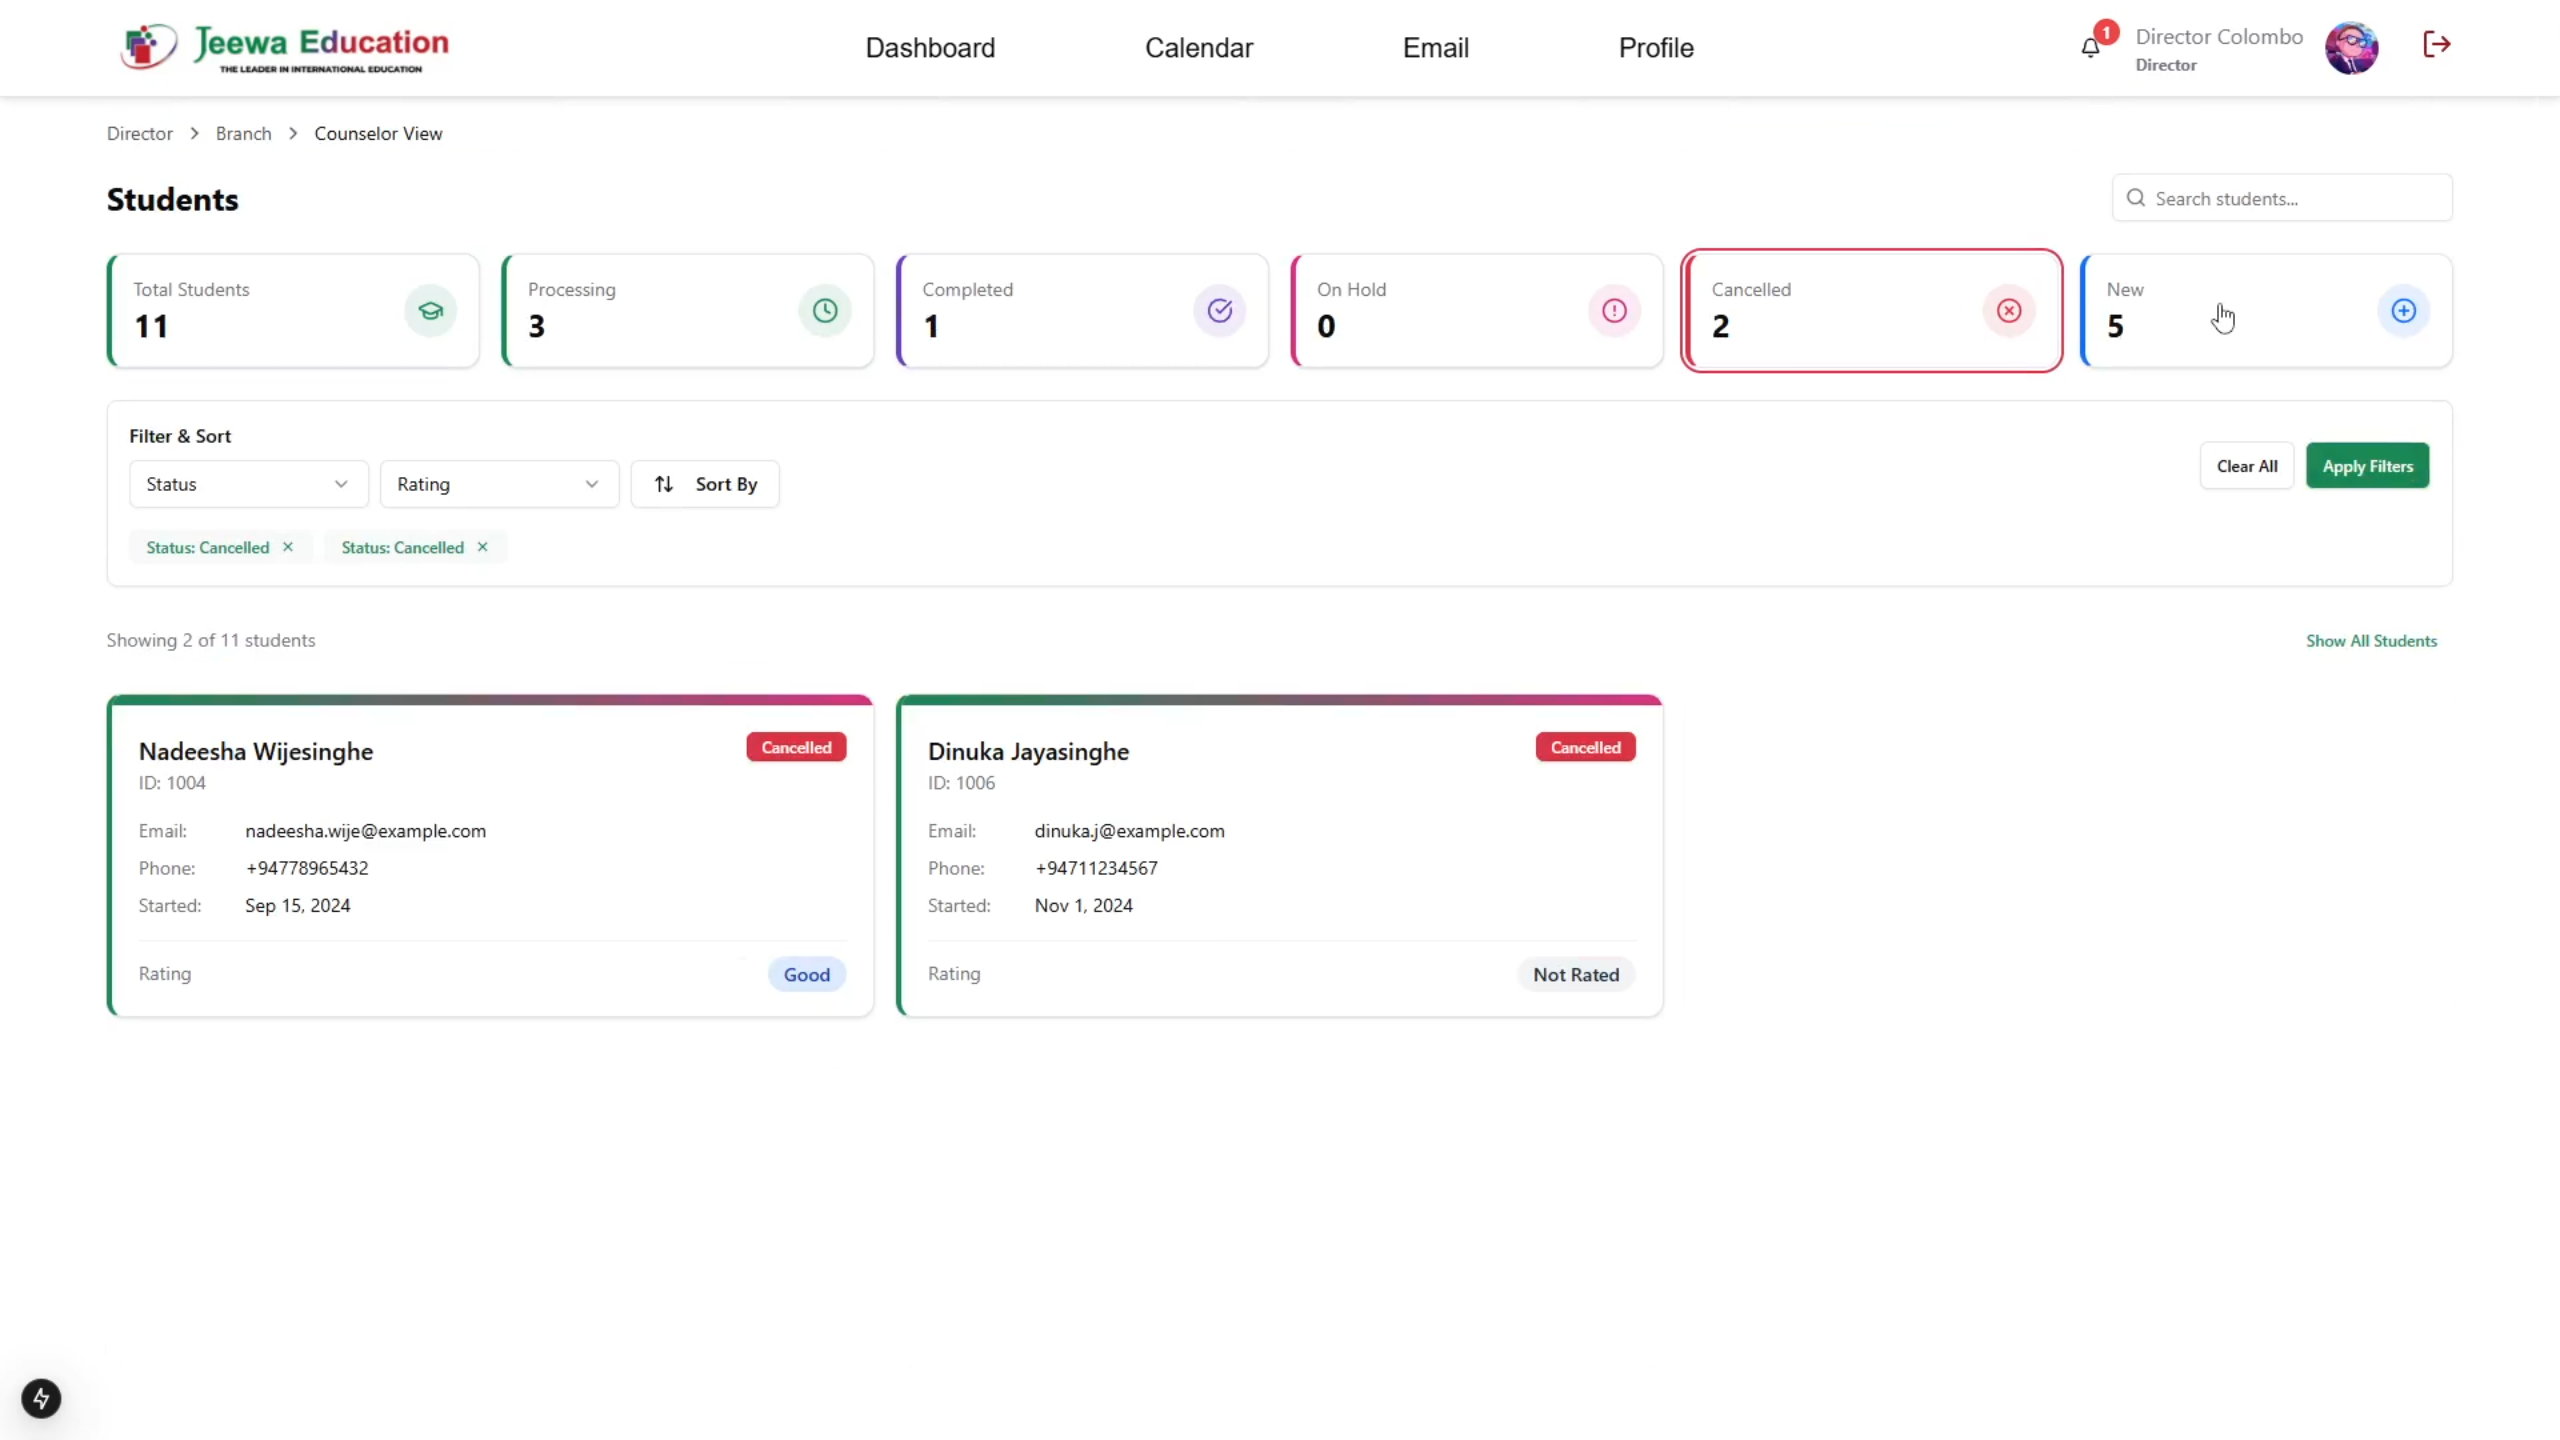 Jeewa Education
THE LEADER IN INTERNATIONAL EDUCATION
Dashboard
Calendar
Email
Profile
1
Director Colombo
Director
Director > Branch > Counselor View
Students
Search students...
Total Students
11
Processing
3
Completed
1
On Hold
0
Cancelled
2
New
5
Filter & Sort
Status
Rating
Sort By
Clear All
Apply Filters
Status: Cancelled ×
Status: Cancelled ×
Showing 2 of 11 students
Show All Students
Nadeesha Wijesinghe
Cancelled
ID: 1004
Email: nadeesha.wije@example.com
Phone: +94778965432
Started: Sep 15, 2024
Rating
Good
Dinuka Jayasinghe
Cancelled
ID: 1006
Email: dinuka.j@example.com
Phone: +94711234567
Started: Nov 1, 2024
Rating
Not Rated